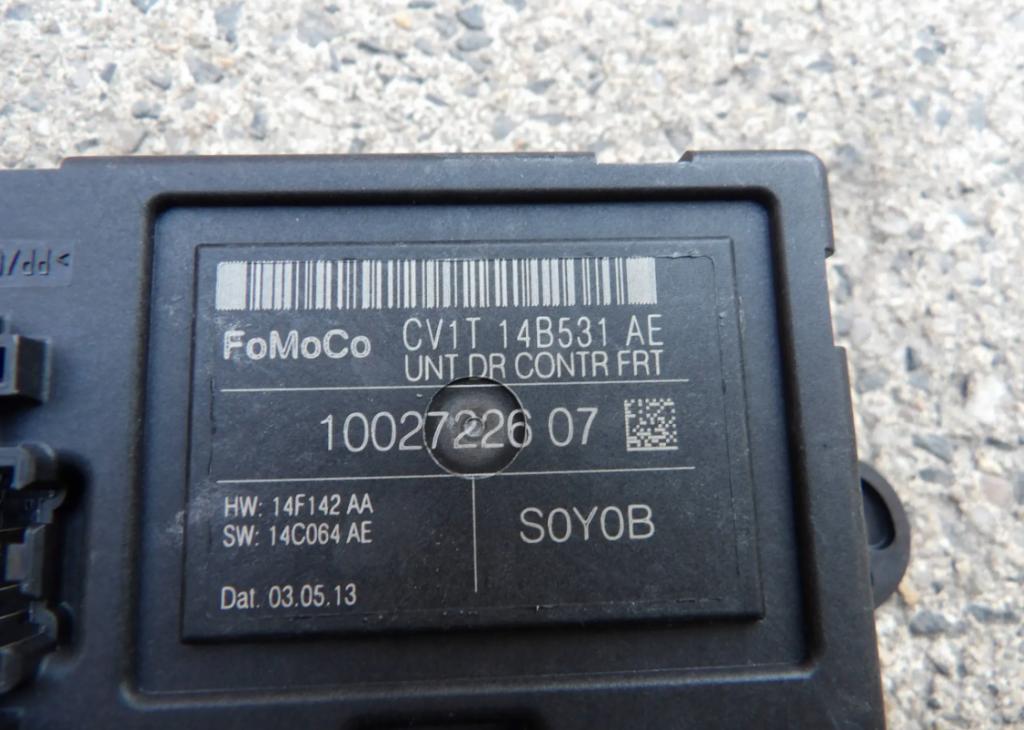 FoMoCo CV1T 14B531 AE
UNT DR CONTR FRT
10027226 07
HW: 14F142 AA
SW: 14C064 AE
S0Y0B
Dat. 03.05.13